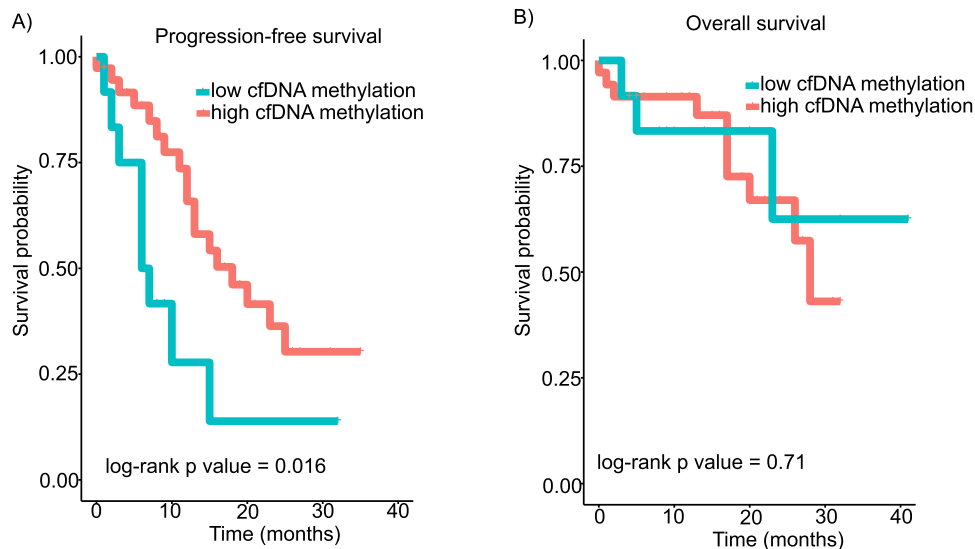 A)
Progression-free survival
low cfDNA methylation
high cfDNA methylation
Survival probability
1.00
0.75
0.50
0.25
0.00
log-rank p value = 0.016
0 10 20 30 40
Time (months)
B)
Overall survival
low cfDNA methylation
high cfDNA methylation
Survival probability
1.00
0.75
0.50
0.25
0.00
log-rank p value = 0.71
0 10 20 30 40
Time (months)